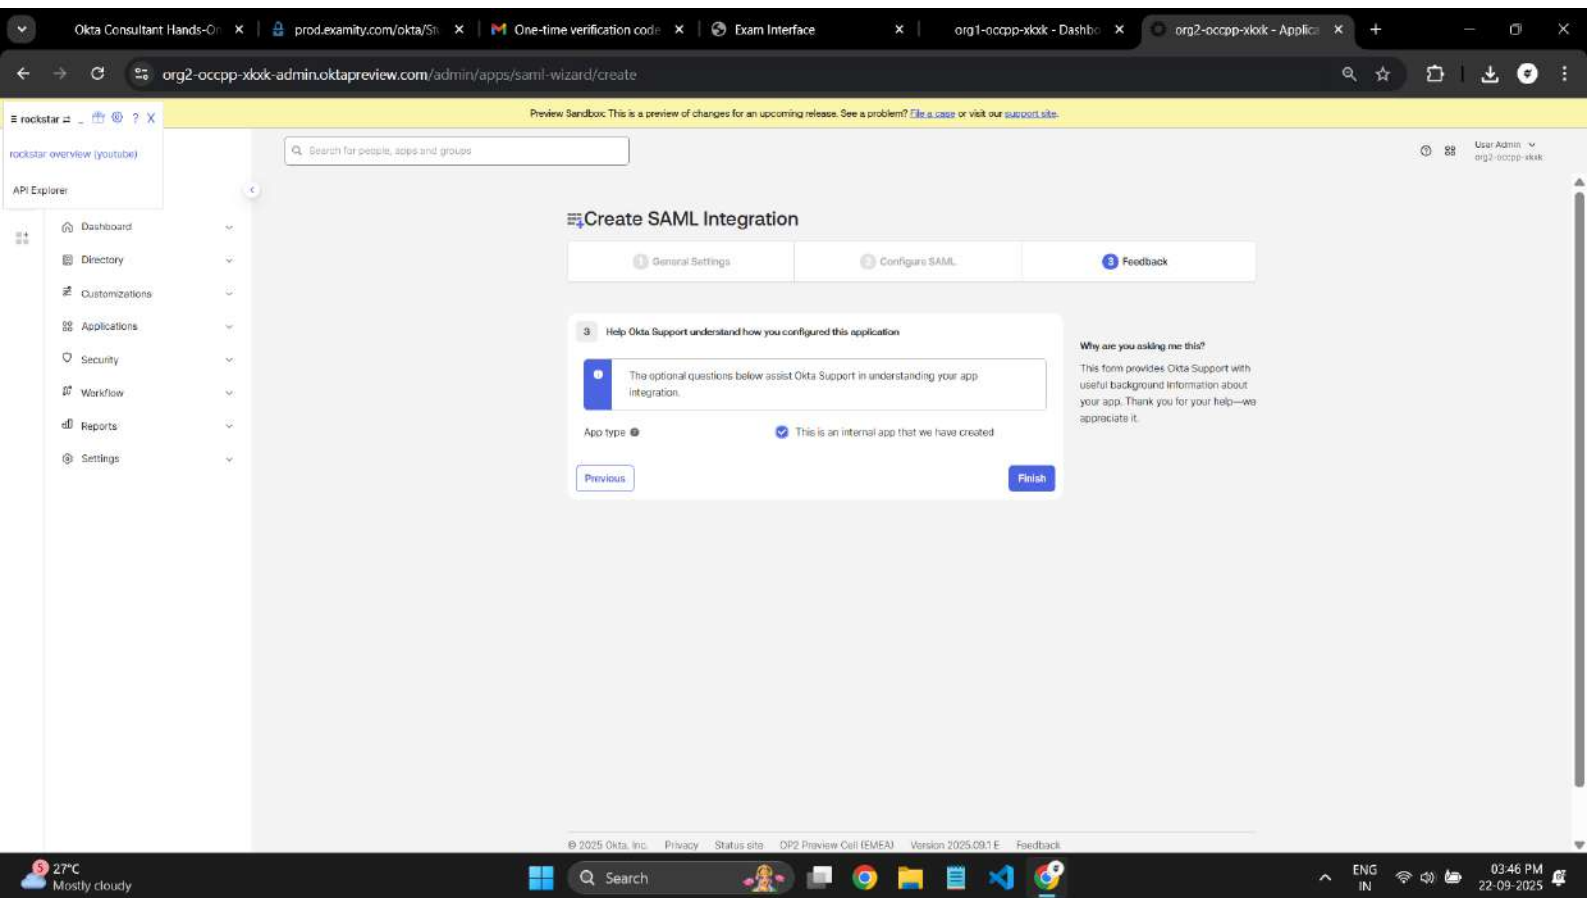 Okta Consultant Hands-On
prod.examity.com/okta/Stu
One-time verification code
Exam Interface
org1-occpp-xkxk - Dashbo
org2-occpp-xkxk - Applica
org2-occpp-xkxk-admin.oktapreview.com/admin/apps/saml-wizard/create
Preview Sandbox: This is a preview of changes for an upcoming release. See a problem? File a case or visit our support site.
rockstar
? X
rockstar overview (youtube)
API Explorer
Search for people, apps and groups
User Admin
org2-occpp-xkxk
Dashboard
Directory
Customizations
Applications
Security
Workflow
Reports
Settings
Create SAML Integration
1 General Settings
2 Configure SAML
3 Feedback
3 Help Okta Support understand how you configured this application
The optional questions below assist Okta Support in understanding your app
integration.
App type
This is an internal app that we have created
Previous
Finish
Why are you asking me this?
This form provides Okta Support with
useful background information about
your app. Thank you for your help—we
appreciate it.
© 2025 Okta, Inc. Privacy Status site OP2 Preview Cell (EMEA) Version 2025.09.1 E Feedback
5
27°C
Mostly cloudy
Search
ENG
IN
03:46 PM
22-09-2025